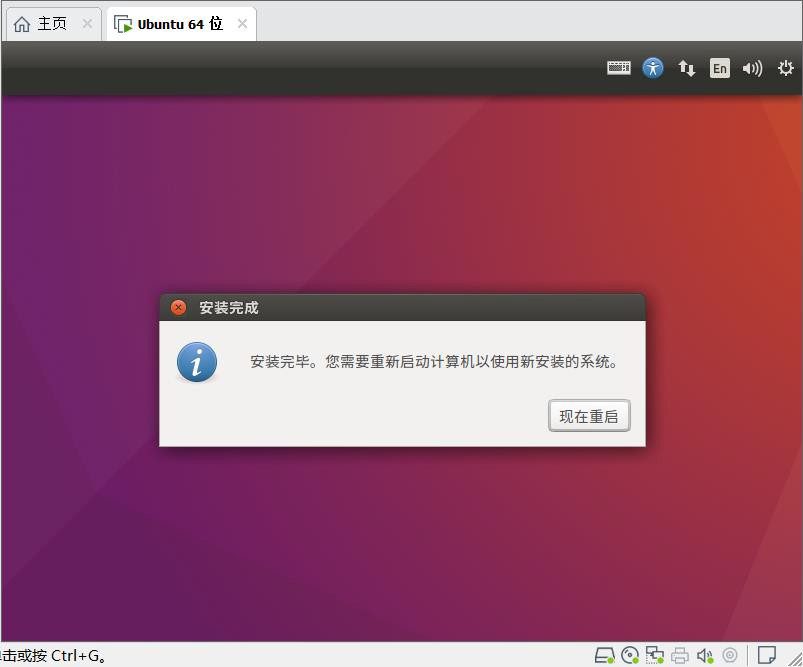 主页
Ubuntu 64 位
En
安装完成
安装完毕。您需要重新启动计算机以使用新安装的系统。
现在重启
击或按 Ctrl+G。